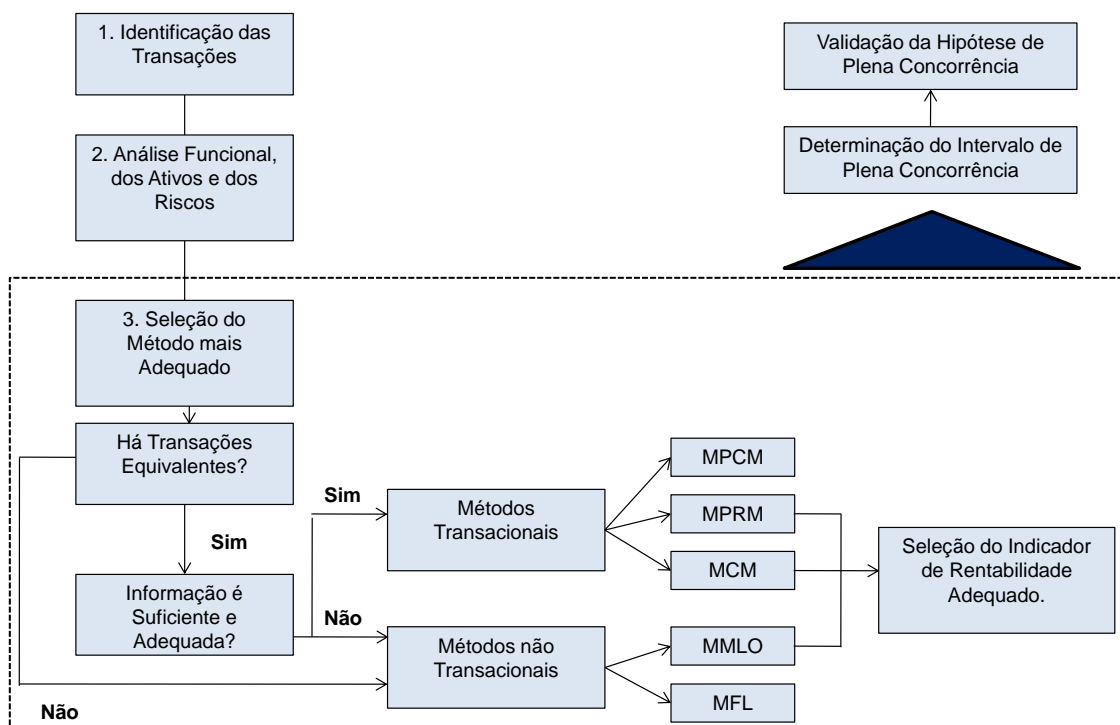 1. Identificação das
Transações
2. Análise Funcional,
dos Ativos e dos
Riscos
Validação da Hipótese de
Plena Concorrência
Determinação do Intervalo de
Plena Concorrência
3. Seleção do
Método mais
Adequado
Há Transações
Equivalentes?
Sim
Informação é
Suficiente e
Adequada?
Não
Sim
Não
Métodos
Transacionais
Métodos não
Transacionais
MPCM
MPRM
MCM
MMLO
MFL
Seleção do Indicador
de Rentabilidade
Adequado.